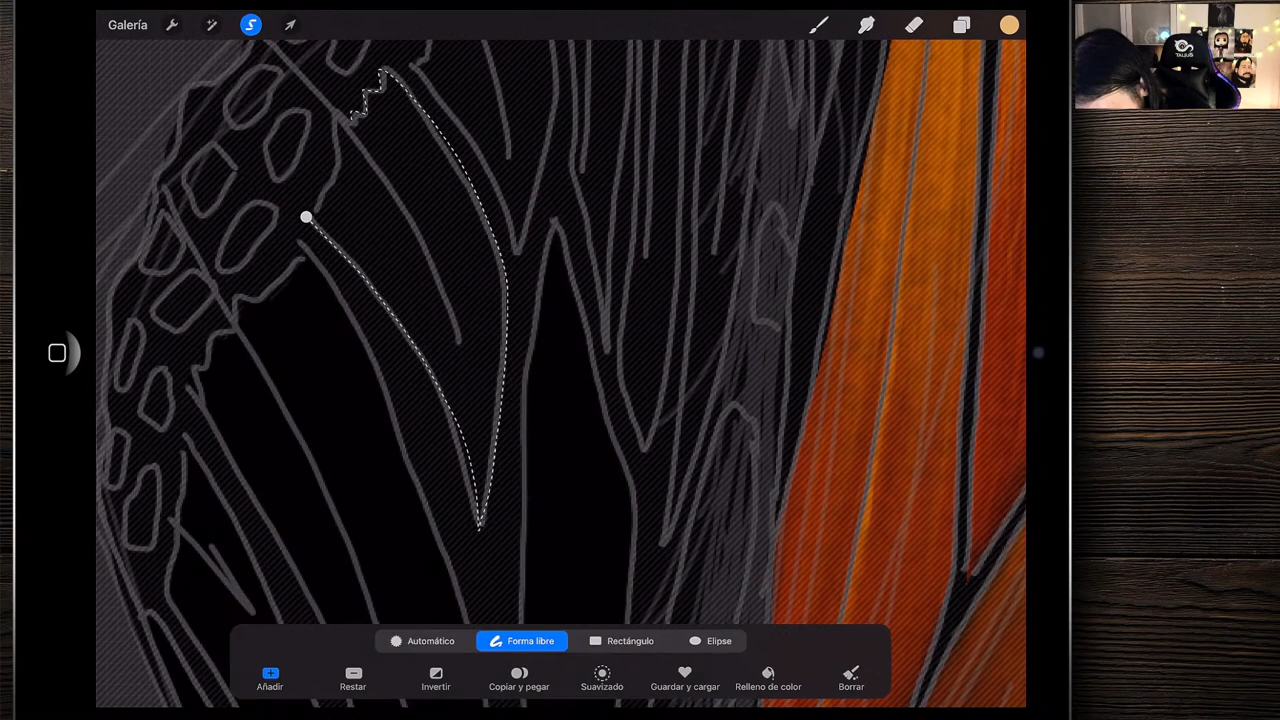 Galería
Automático
Forma libre
Rectángulo
Elipse
Añadir
Restar
Invertir
Copiar y pegar
Suavizado
Guardar y cargar
Relleno de color
Borrar